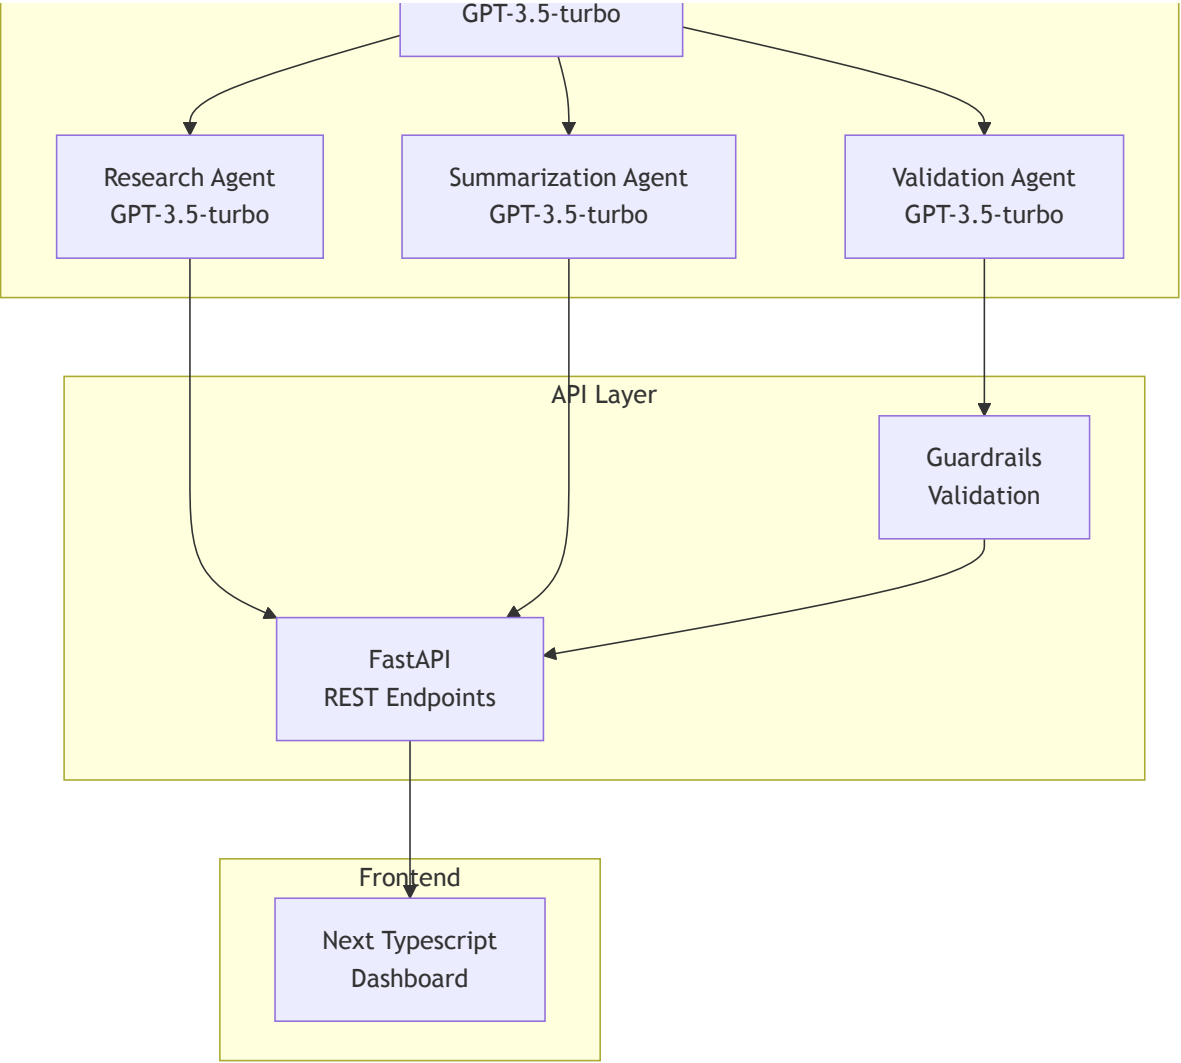 GPT-3.5-turbo
Research Agent
GPT-3.5-turbo
Summarization Agent
GPT-3.5-turbo
Validation Agent
GPT-3.5-turbo
API Layer
Guardrails
Validation
FastAPI
REST Endpoints
Frontend
Next Typescript
Dashboard